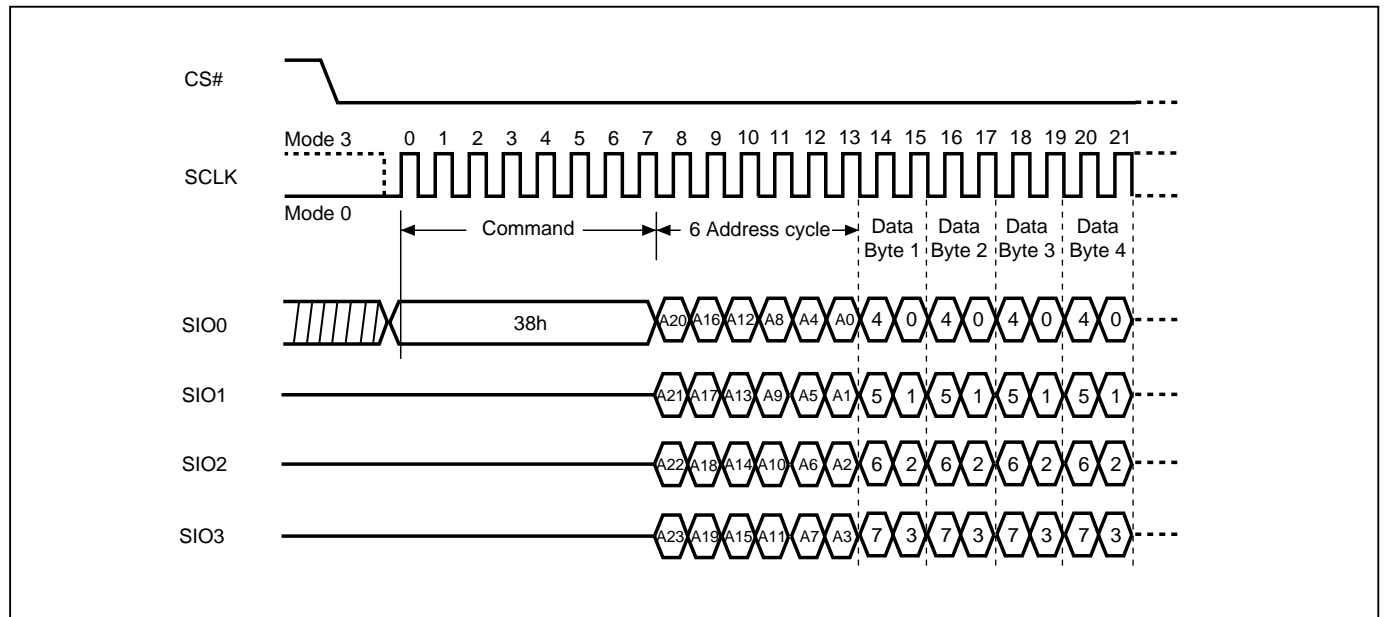 CS#
Mode 3
0 1 2 3 4 5 6 7 8 9 10 11 12 13 14 15 16 17 18 19 20 21
SCLK
Mode 0
Command
6 Address cycle
Data Byte 1
Data Byte 2
Data Byte 3
Data Byte 4
SIO0
38h
A20 A16 A12 A8 A4 A0 4 0 4 0 4 0 4 0
SIO1
A21 A17 A13 A9 A5 A1 5 1 5 1 5 1 5 1
SIO2
A22 A18 A14 A10 A6 A2 6 2 6 2 6 2 6 2
SIO3
A23 A19 A15 A11 A7 A3 7 3 7 3 7 3 7 3